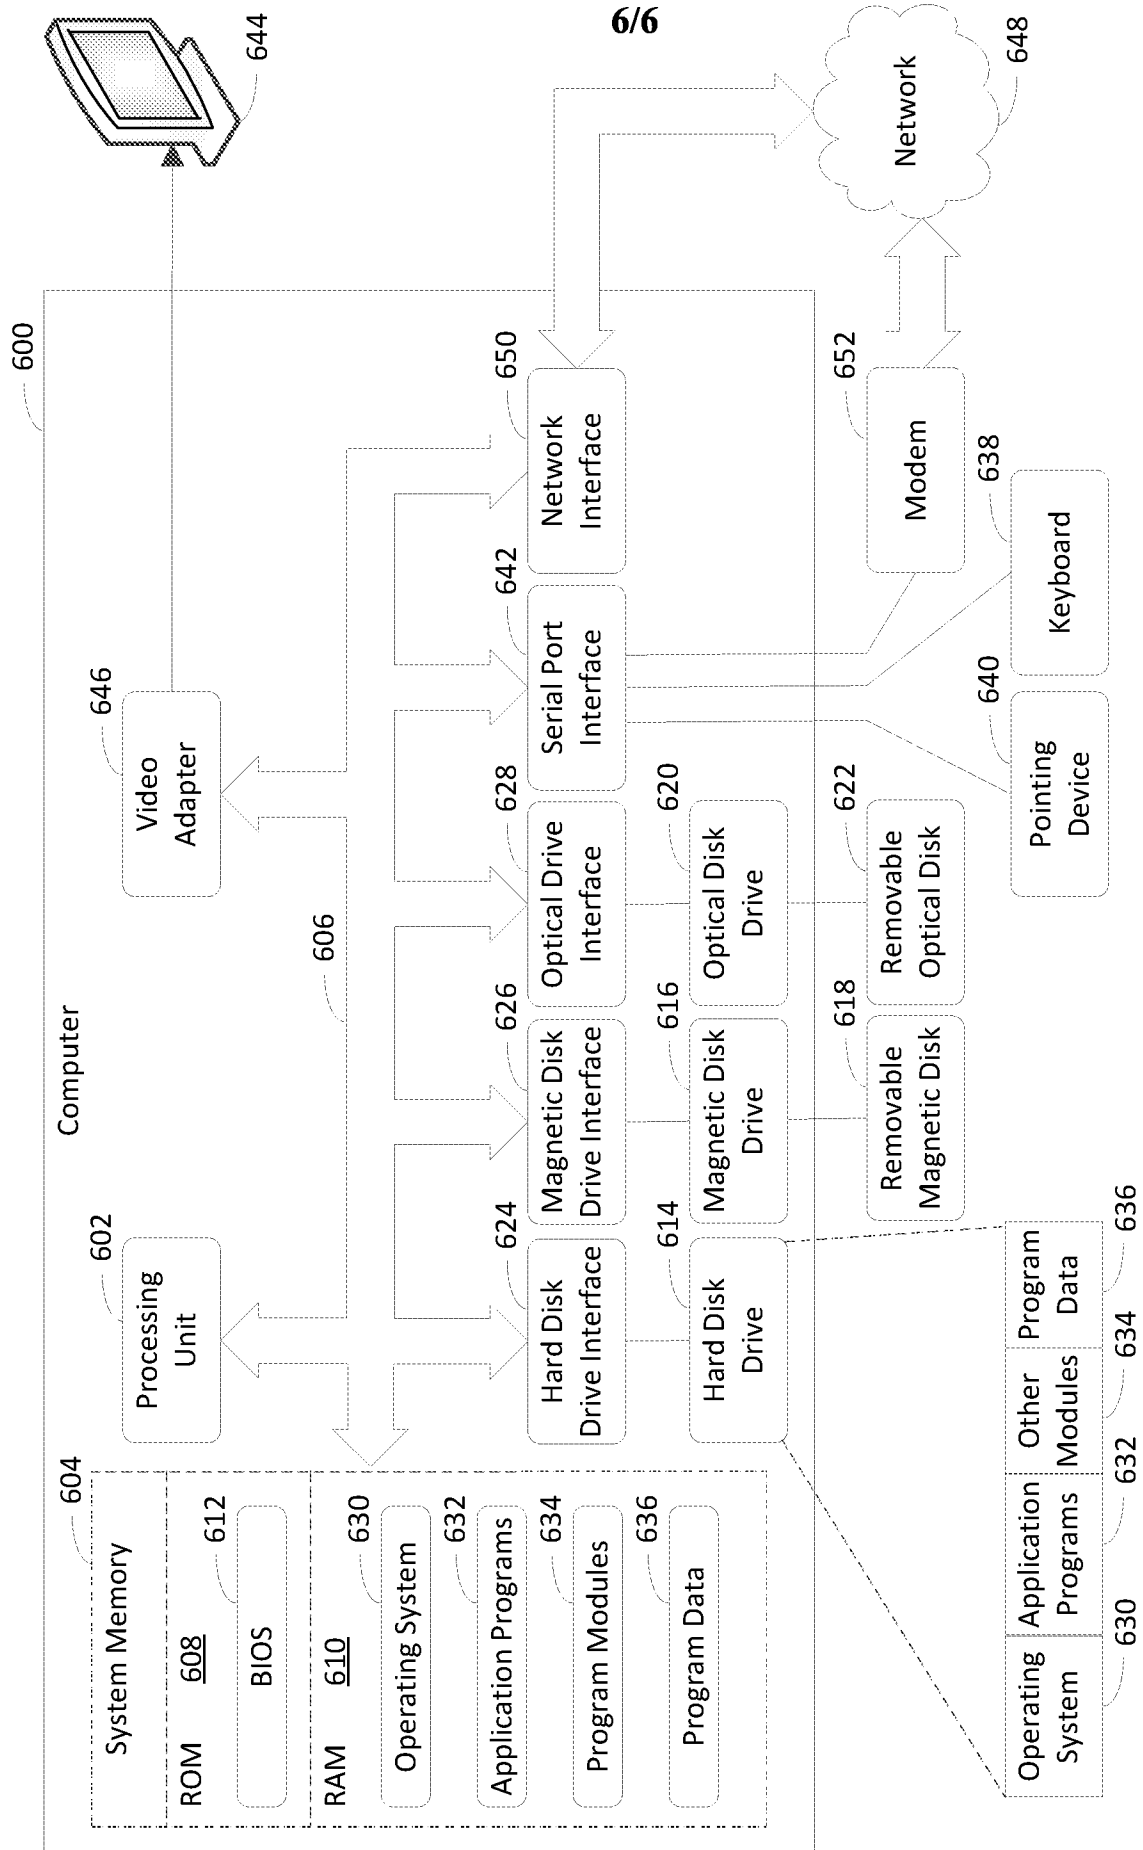 9/9
600
Computer
604
System Memory
ROM
608
612
BIOS
RAM
610
630
Operating System
632
Application Programs
634
Program Modules
636
Program Data
602
Processing
Unit
646
Video
Adapter
644
606
624
Hard Disk
Drive Interface
626
Magnetic Disk
Drive Interface
628
Optical Drive
Interface
642
Serial Port
Interface
650
Network
Interface
614
Hard Disk
Drive
616
Magnetic Disk
Drive
620
Optical Disk
Drive
618
Removable
Magnetic Disk
622
Removable
Optical Disk
652
Modem
Network
648
640
Pointing
Device
638
Keyboard
Operating
System
Application
Programs
Other
Modules
Program
Data
630
632
634
636